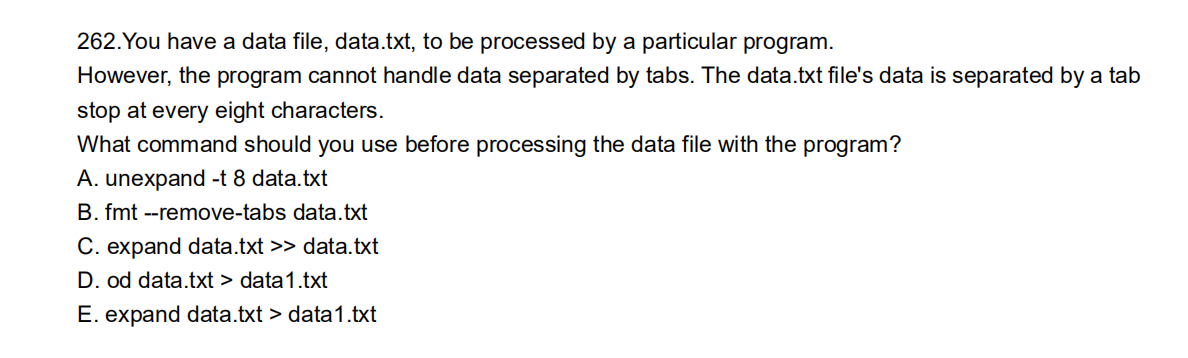 262.You have a data file, data.txt, to be processed by a particular program.
However, the program cannot handle data separated by tabs. The data.txt file's data is separated by a tab
stop at every eight characters.
What command should you use before processing the data file with the program?
A. unexpand -t 8 data.txt
B. fmt --remove-tabs data.txt
C. expand data.txt >> data.txt
D. od data.txt > data1.txt
E. expand data.txt > data1.txt